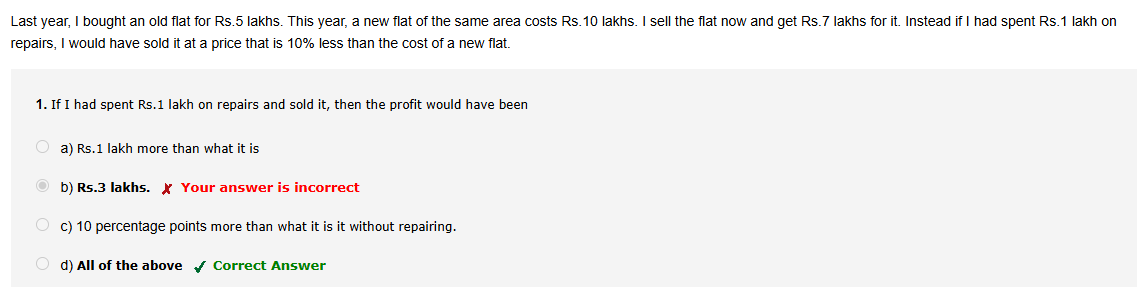 Last year, I bought an old flat for Rs.5 lakhs. This year, a new flat of the same area costs Rs.10 lakhs. I sell the flat now and get Rs.7 lakhs for it. Instead if I had spent Rs.1 lakh on
repairs, I would have sold it at a price that is 10% less than the cost of a new flat.
1. If I had spent Rs.1 lakh on repairs and sold it, then the profit would have been
a) Rs.1 lakh more than what it is
b) Rs.3 lakhs. ✗ Your answer is incorrect
c) 10 percentage points more than what it is it without repairing.
d) All of the above ✓ Correct Answer